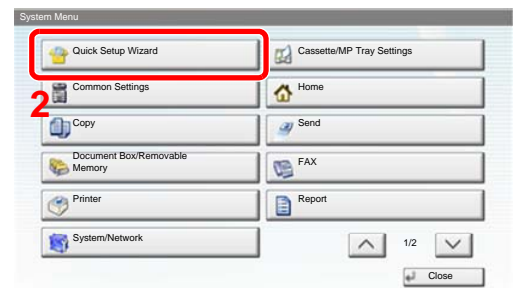 System Menu
Quick Setup Wizard
Cassette/MP Tray Settings
2
Common Settings
Home
Copy
Send
Document Box/Removable
Memory
FAX
Printer
Report
System/Network
1/2
Close